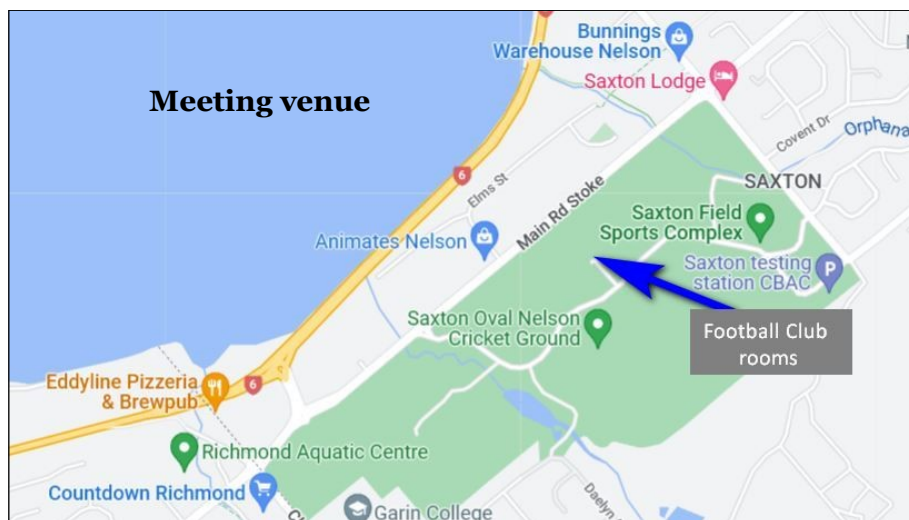 Meeting venue
Bunnings
Warehouse Nelson
Saxton Lodge
Covent Dr
Orphana
SAXTON
6
Elms St
Main Rd Stoke
Animates Nelson
Saxton Field
Sports Complex
Saxton testing
station CBAC
P
Saxton Oval Nelson
Cricket Ground
Football Club
rooms
Eddyline Pizzeria
& Brewpub
6
Richmond Aquatic Centre
Countdown Richmond
Garin College
Daelyn